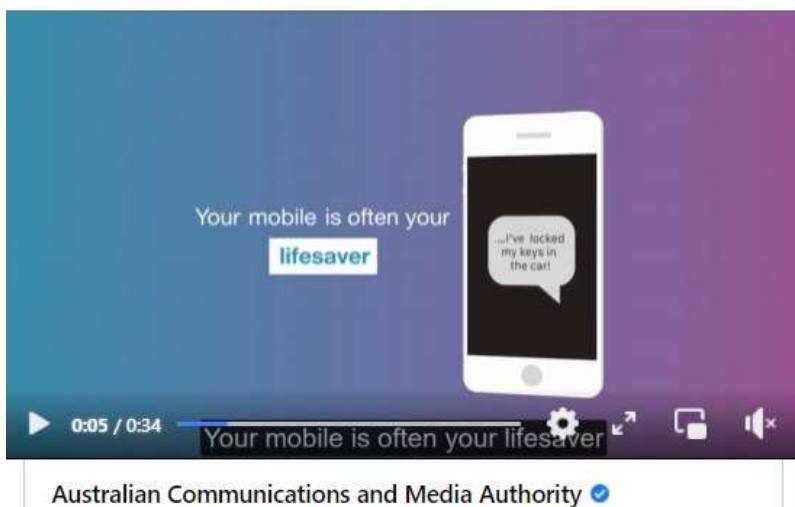 Your mobile is often your
lifesaver
...I've locked
my keys in
the car!
0:05 / 0:34
Your mobile is often your lifesaver
Australian Communications and Media Authority